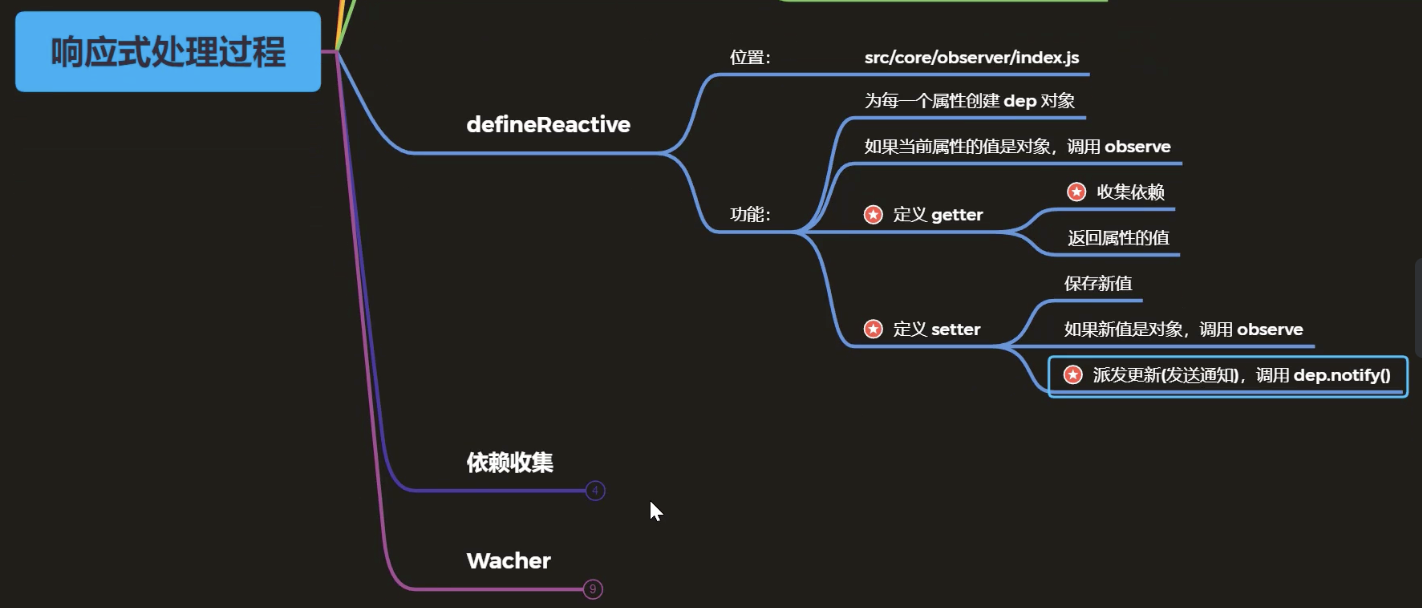 响应式处理过程
defineReactive
位置：
src/core/observer/index.js
功能：
为每一个属性创建 dep 对象
如果当前属性的值是对象，调用 observe
定义 getter
收集依赖
返回属性的值
定义 setter
保存新值
如果新值是对象，调用 observe
派发更新(发送通知)，调用 dep.notify()
依赖收集
4
Wacher
9